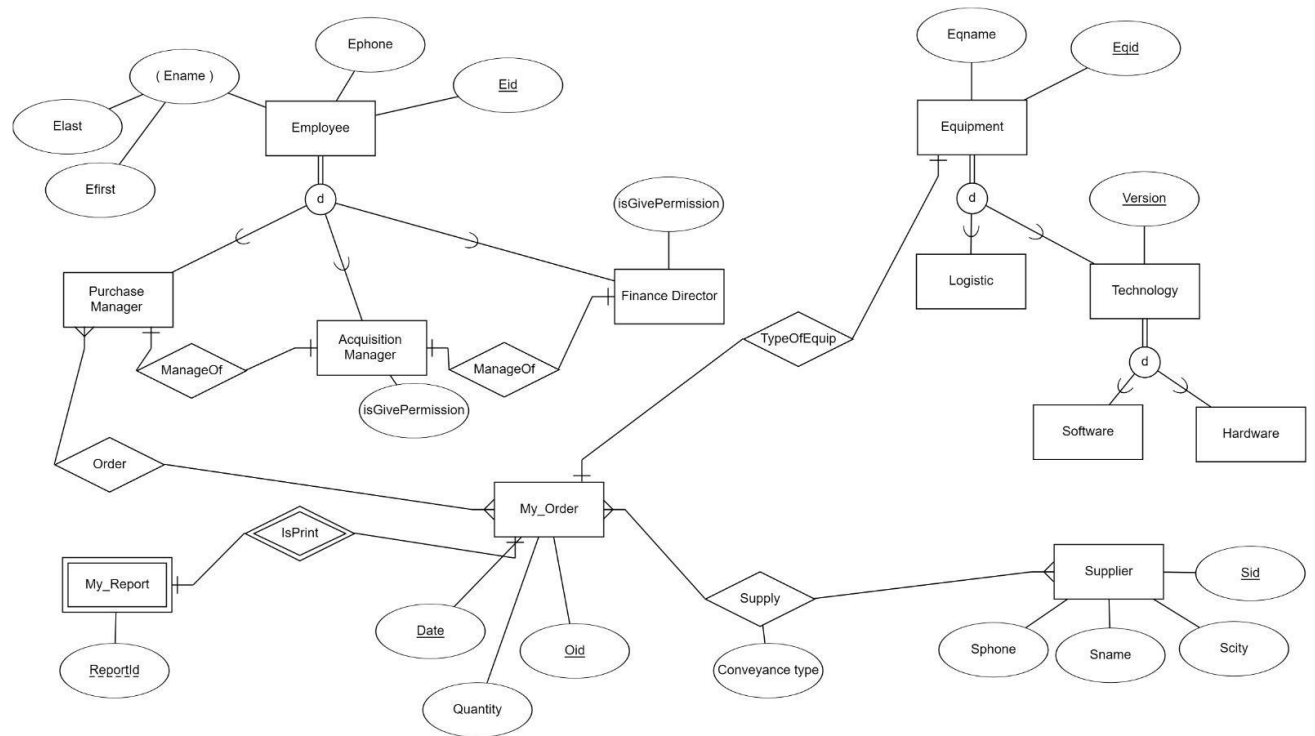 Ephone
Eqname
Eqid
( Ename )
Eid
Elast
Employee
Equipment
Efirst
d
d
isGivePermission
Version
Purchase
Manager
Logistic
Technology
Finance Director
Acquisition
Manager
TypeOfEquip
ManageOf
ManageOf
d
isGivePermission
Software
Hardware
Order
My_Order
IsPrint
My_Report
Supplier
Sid
Supply
Date
Oid
Sphone
Sname
Scity
ReportId
Conveyance type
Quantity